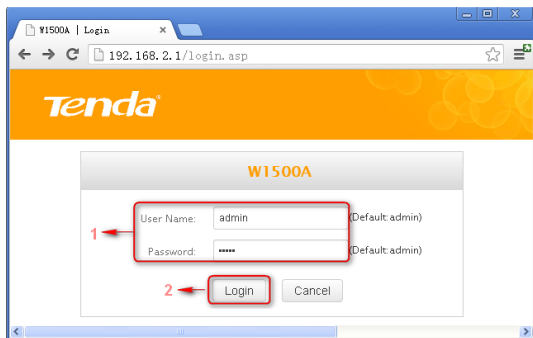 W1500A | Login
192.168.2.1/login.asp
Tenda
W1500A
1
User Name: admin (Default:admin)
Password: ••••• (Default:admin)
2
Login Cancel